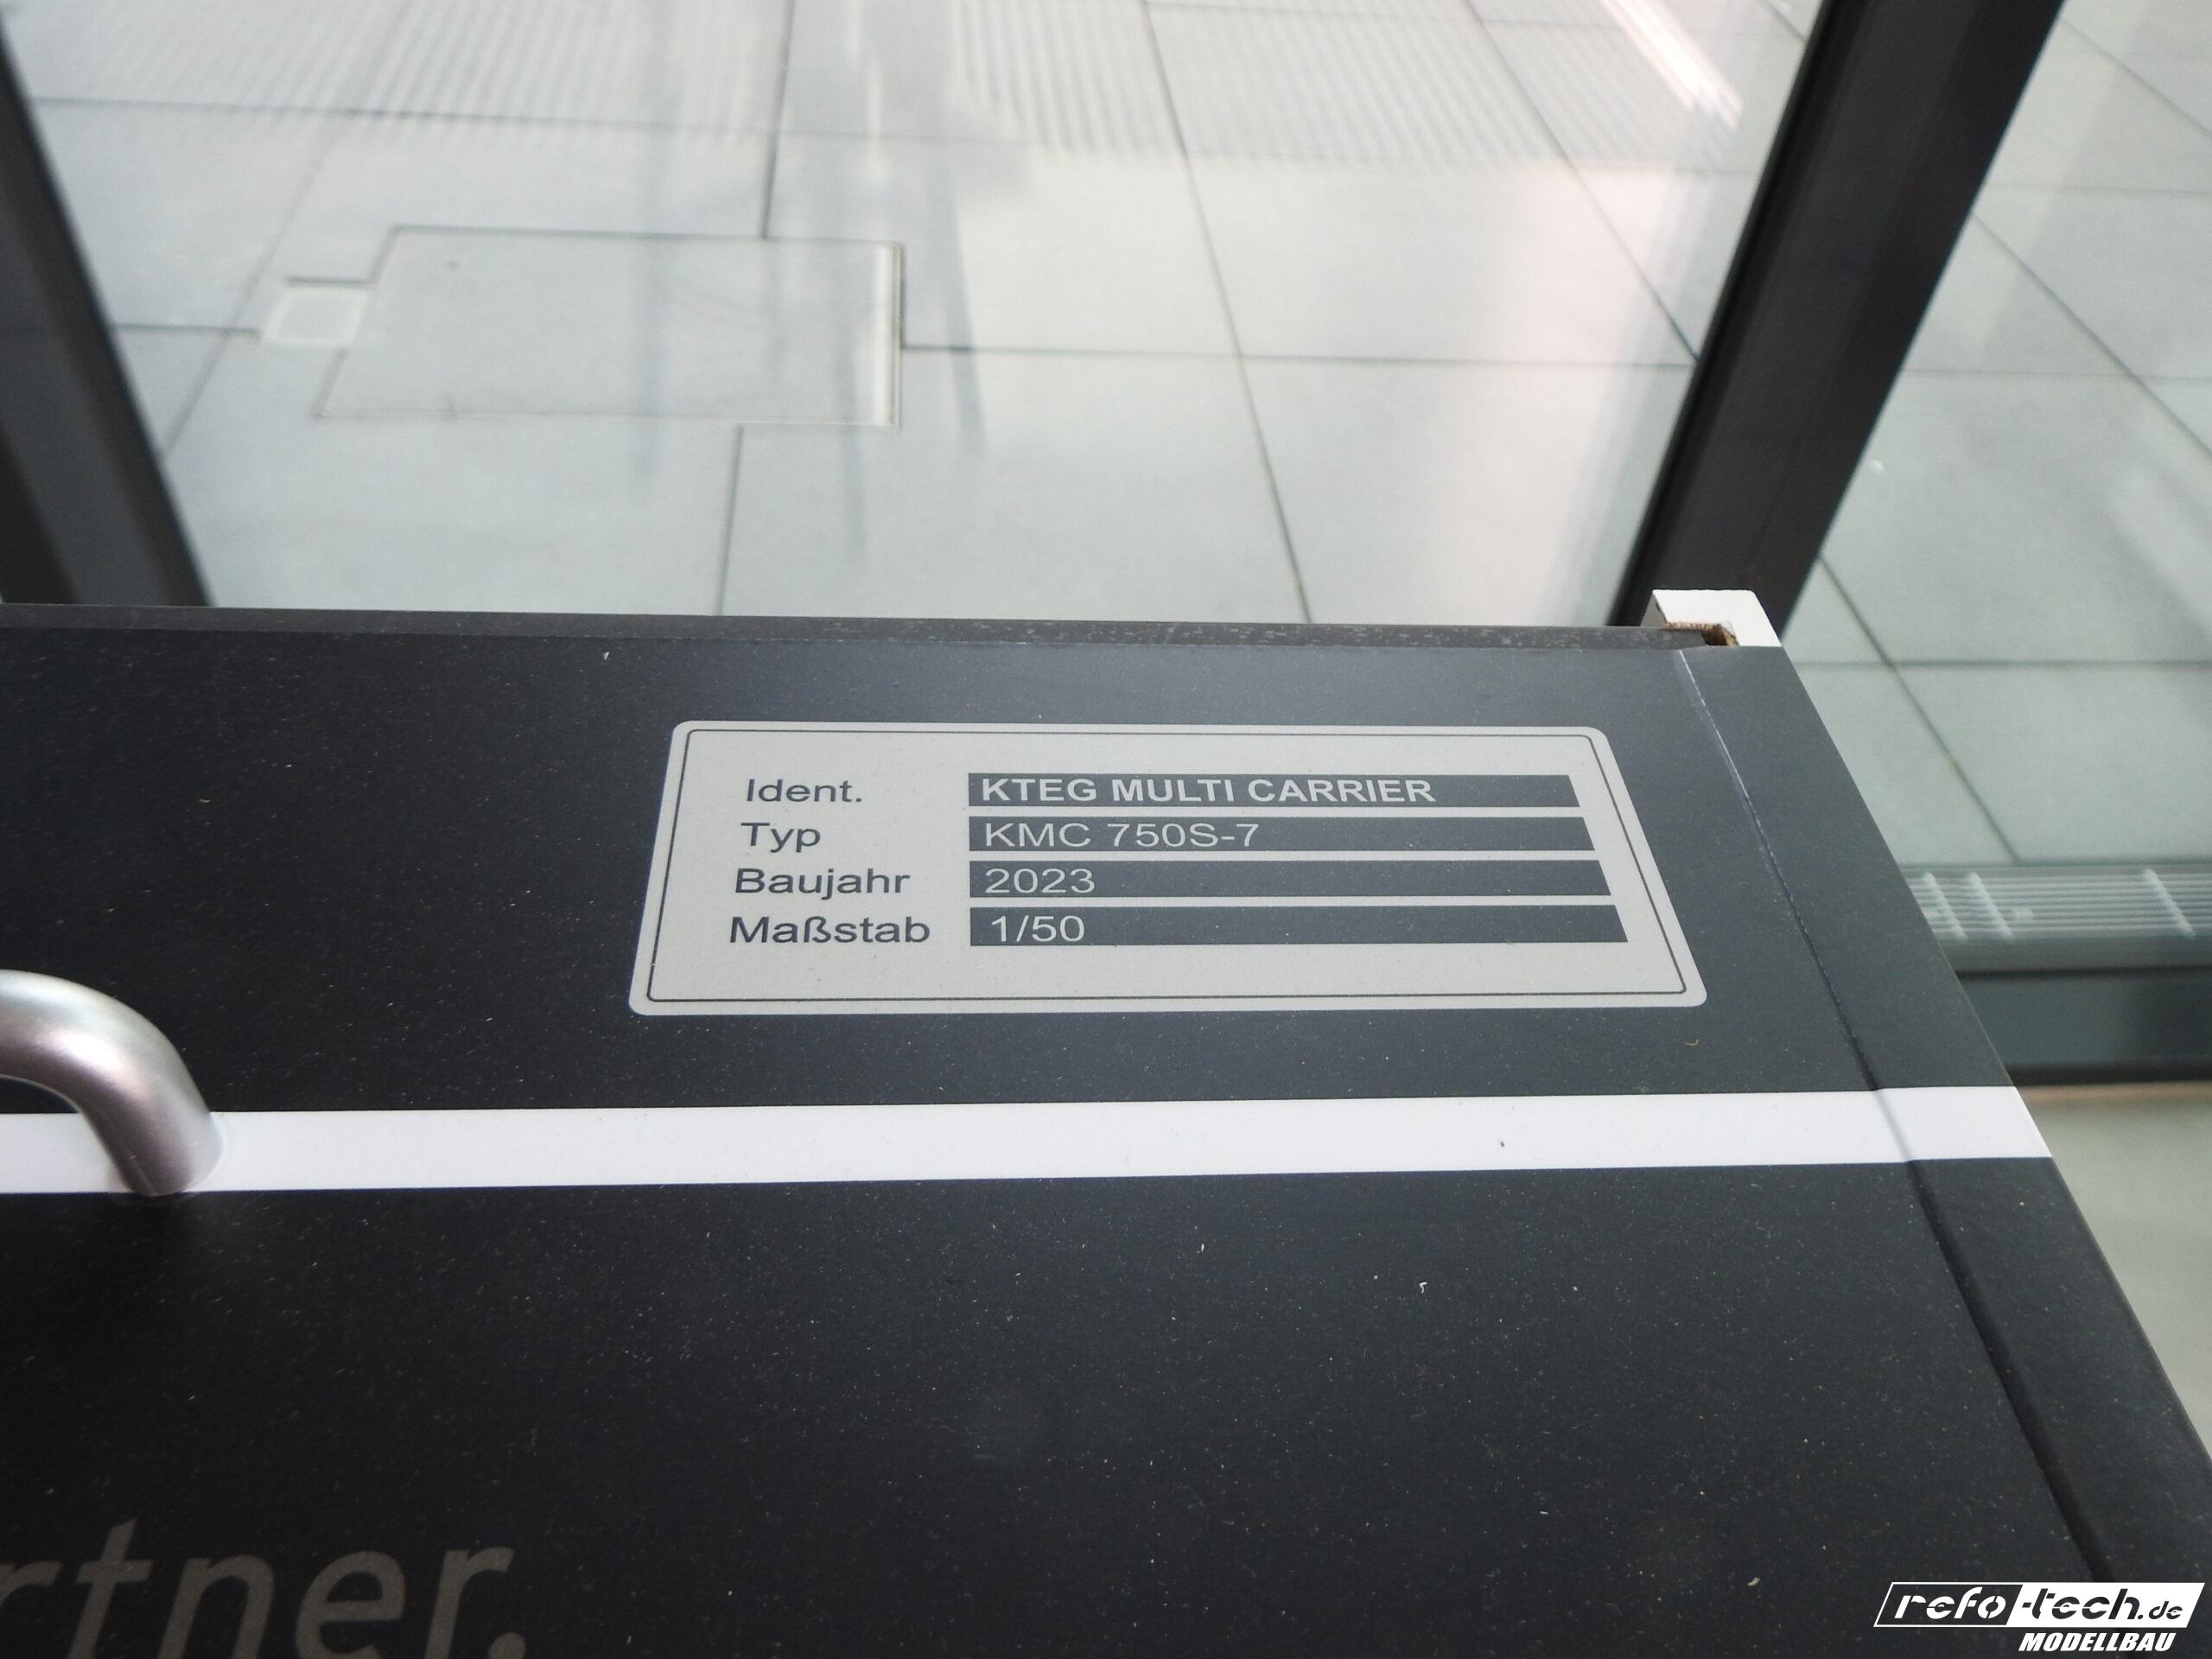 Ident. KTEG MULTI CARRIER
Typ KMC 750S-7
Baujahr 2023
Maßstab 1/50
rtner.
refo-tech.de
MODELLBAU